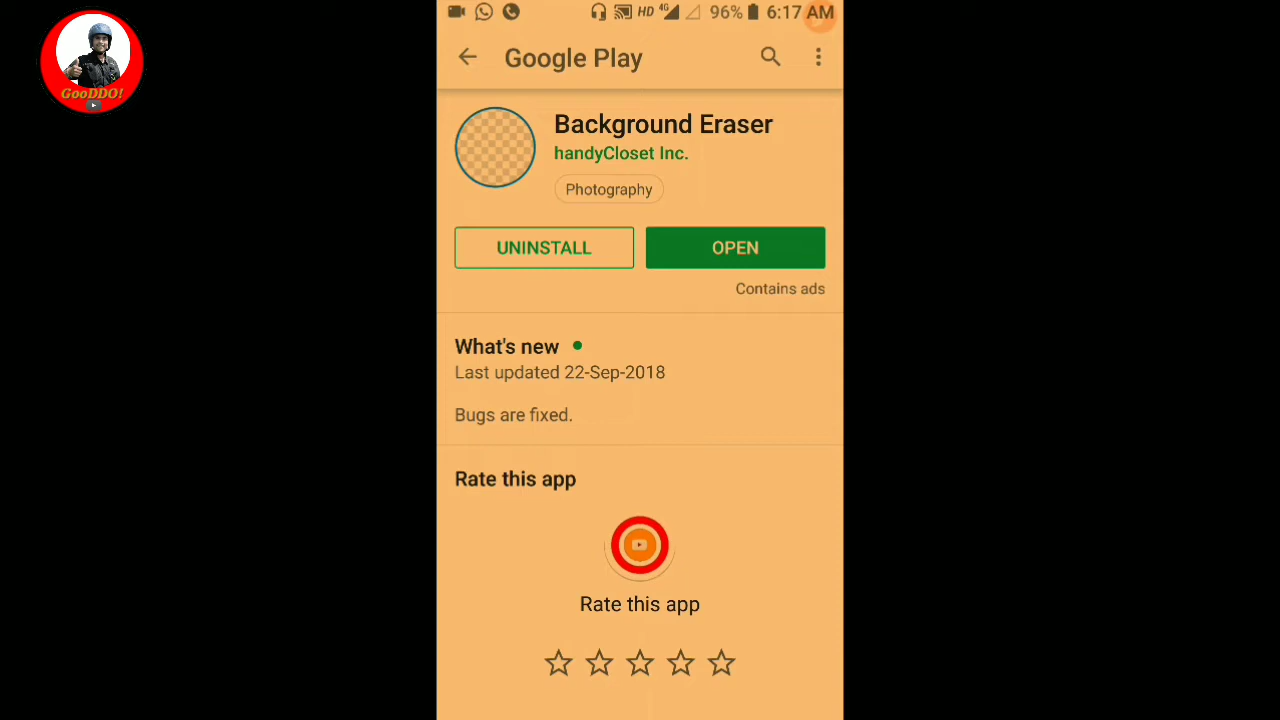 GooDDO!
HD 4G 96% 6:17 AM
Google Play
Background Eraser
handyCloset Inc.
Photography
UNINSTALL
OPEN
Contains ads
What's new
Last updated 22-Sep-2018
Bugs are fixed.
Rate this app
Rate this app